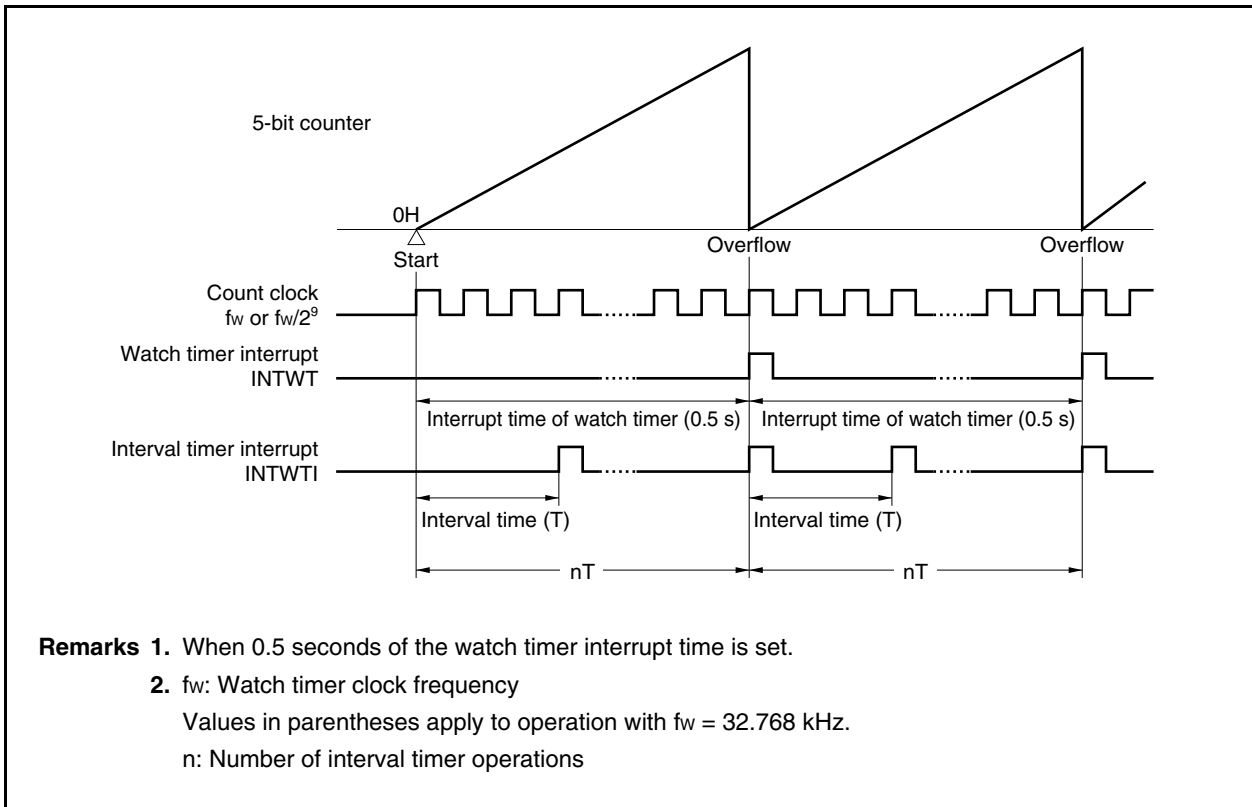 5-bit counter
0H
Start
Overflow
Overflow
Count clock
fw or fw/2⁹
Watch timer interrupt
INTWT
Interrupt time of watch timer (0.5 s)
Interrupt time of watch timer (0.5 s)
Interval timer interrupt
INTWTI
Interval time (T)
Interval time (T)
nT
nT
Remarks 1. When 0.5 seconds of the watch timer interrupt time is set.
2. fw: Watch timer clock frequency
Values in parentheses apply to operation with fw = 32.768 kHz.
n: Number of interval timer operations